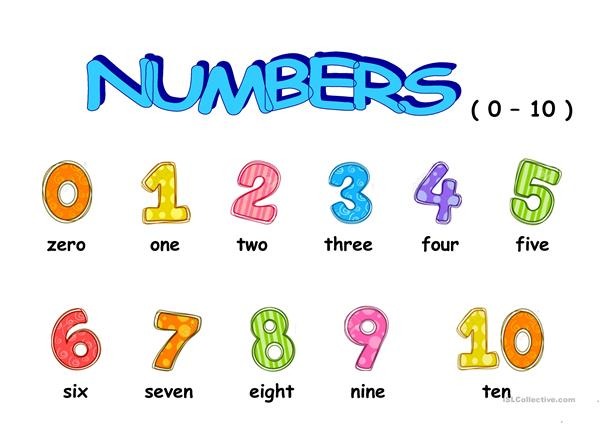 NUMBERS ( 0 – 10 )
0 1 2 3 4 5
zero one two three four five
6 7 8 9 10
six seven eight nine ten
iSLCollective.com